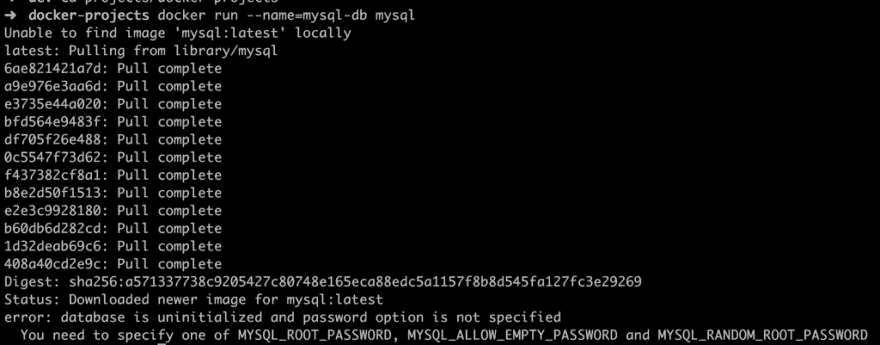 ➜ docker-projects docker run --name=mysql-db mysql
Unable to find image 'mysql:latest' locally
latest: Pulling from library/mysql
6ae821421a7d: Pull complete
a9e976e3aa6d: Pull complete
e3735e44a020: Pull complete
bfd564e9483f: Pull complete
df705f26e488: Pull complete
0c5547f73d62: Pull complete
f437382cf8a1: Pull complete
b8e2d50f1513: Pull complete
e2e3c9928180: Pull complete
b60db6d282cd: Pull complete
1d32deab69c6: Pull complete
408a40cd2e9c: Pull complete
Digest: sha256:a571337738c9205427c80748e165eca88edc5a1157f8b8d545fa127fc3e29269
Status: Downloaded newer image for mysql:latest
error: database is uninitialized and password option is not specified
You need to specify one of MYSQL_ROOT_PASSWORD, MYSQL_ALLOW_EMPTY_PASSWORD and MYSQL_RANDOM_ROOT_PASSWORD